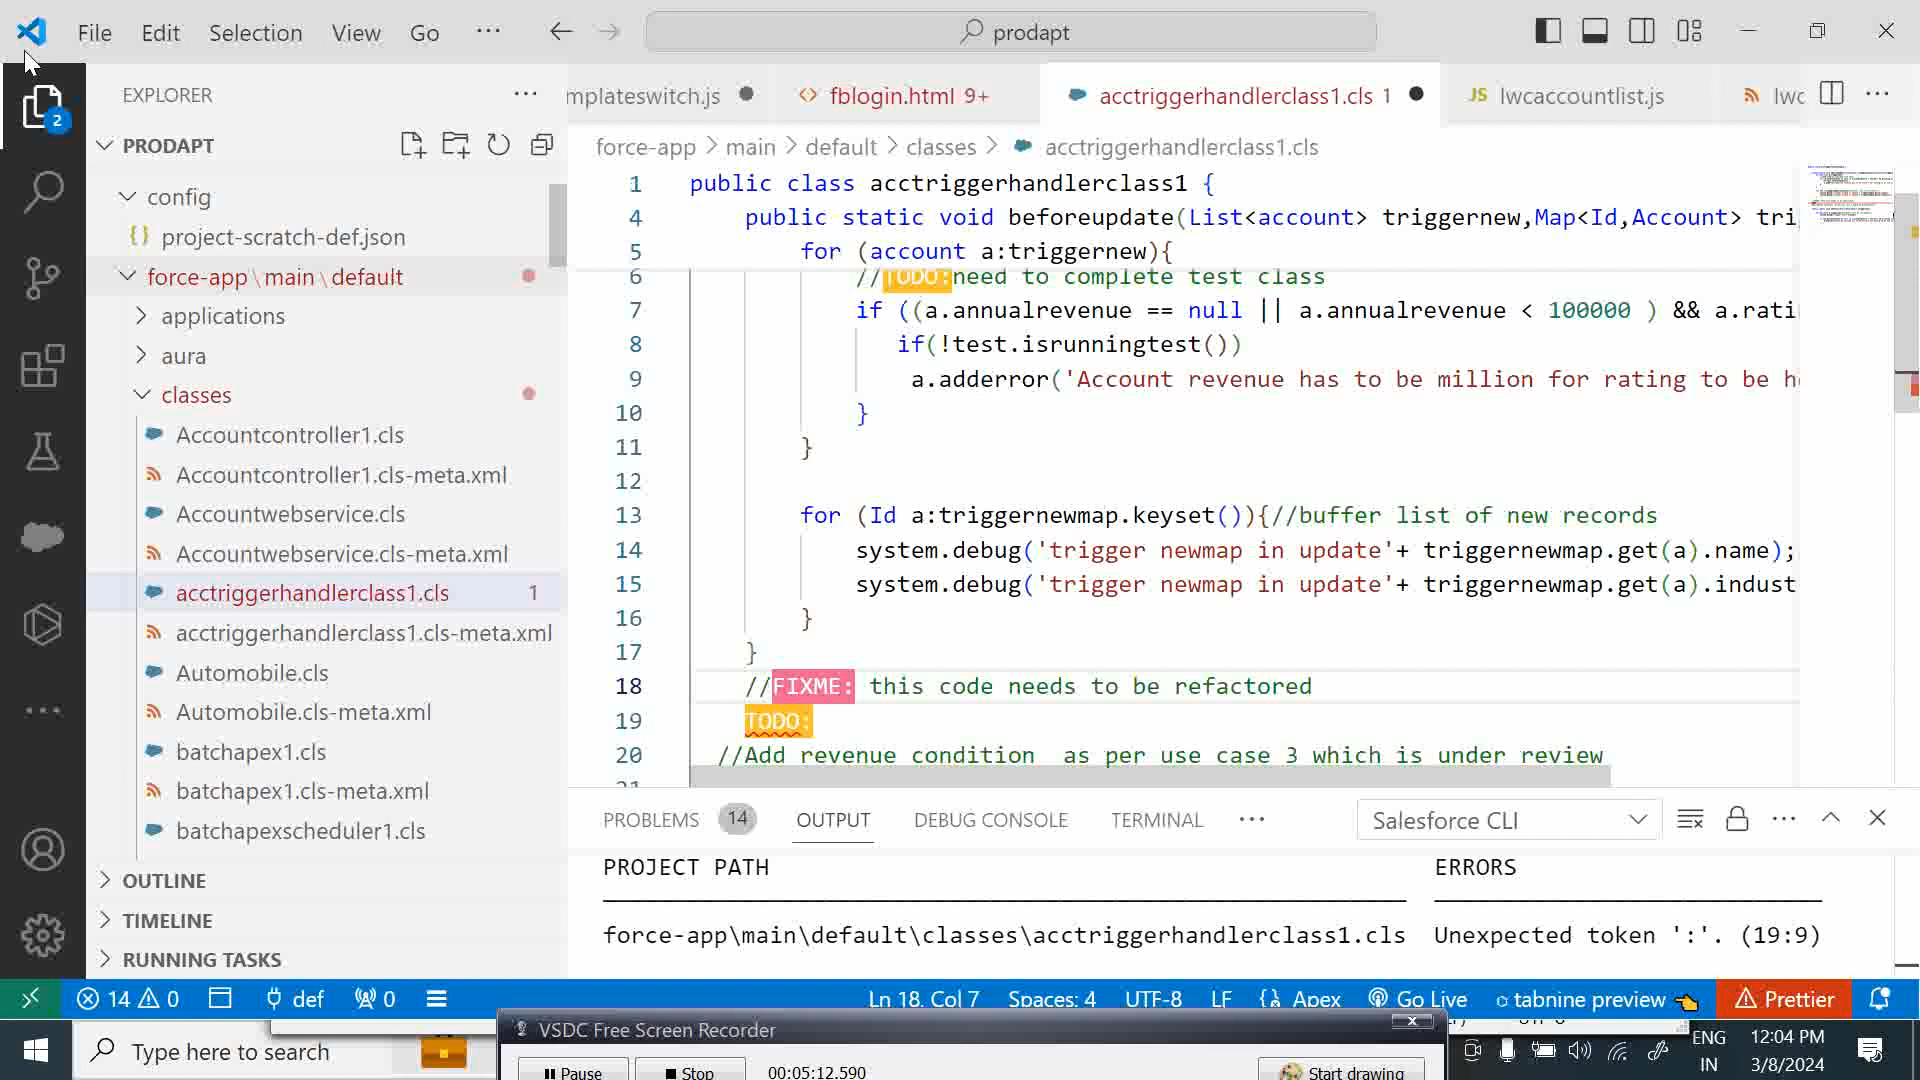 File Edit Selection View Go ... prodapt
EXPLORER
PRODAPT
config
{} project-scratch-def.json
force-app\main\default
applications
aura
classes
Accountcontroller1.cls
Accountcontroller1.cls-meta.xml
Accountwebservice.cls
Accountwebservice.cls-meta.xml
acctriggerhandlerclass1.cls 1
acctriggerhandlerclass1.cls-meta.xml
Automobile.cls
Automobile.cls-meta.xml
batchapex1.cls
batchapex1.cls-meta.xml
batchapexscheduler1.cls
OUTLINE
TIMELINE
RUNNING TASKS
2
mplateswitch.js fblogin.html 9+ acctriggerhandlerclass1.cls 1 JS lwcaccountlist.js
force-app > main > default > classes > acctriggerhandlerclass1.cls
1 public class acctriggerhandlerclass1 {
4 public static void beforeupdate(List<account> triggernew,Map<Id,Account> tri
5 for (account a:triggernew){
6 //TODO:need to complete test class
7 if ((a.annualrevenue == null || a.annualrevenue < 100000 ) && a.rati
8 if(!test.isrunningtest())
9 a.adderror('Account revenue has to be million for rating to be h
10 }
11 }
12
13 for (Id a:triggernewmap.keyset()){//buffer list of new records
14 system.debug('trigger newmap in update'+ triggernewmap.get(a).name);
15 system.debug('trigger newmap in update'+ triggernewmap.get(a).indust
16 }
17 }
18 //FIXME: this code needs to be refactored
19 TODO:
20 //Add revenue condition  as per use case 3 which is under review
PROBLEMS 14 OUTPUT DEBUG CONSOLE TERMINAL ... Salesforce CLI
PROJECT PATH ERRORS
force-app\main\default\classes\acctriggerhandlerclass1.cls Unexpected token ':'. (19:9)
14 0 def 0 Ln 18, Col 7 Spaces: 4 UTF-8 LF {} Apex Go Live tabnine preview Prettier
VSDC Free Screen Recorder
Pause Stop 00:05:12.590 Start drawing
Type here to search
ENG
IN
12:04 PM
3/8/2024